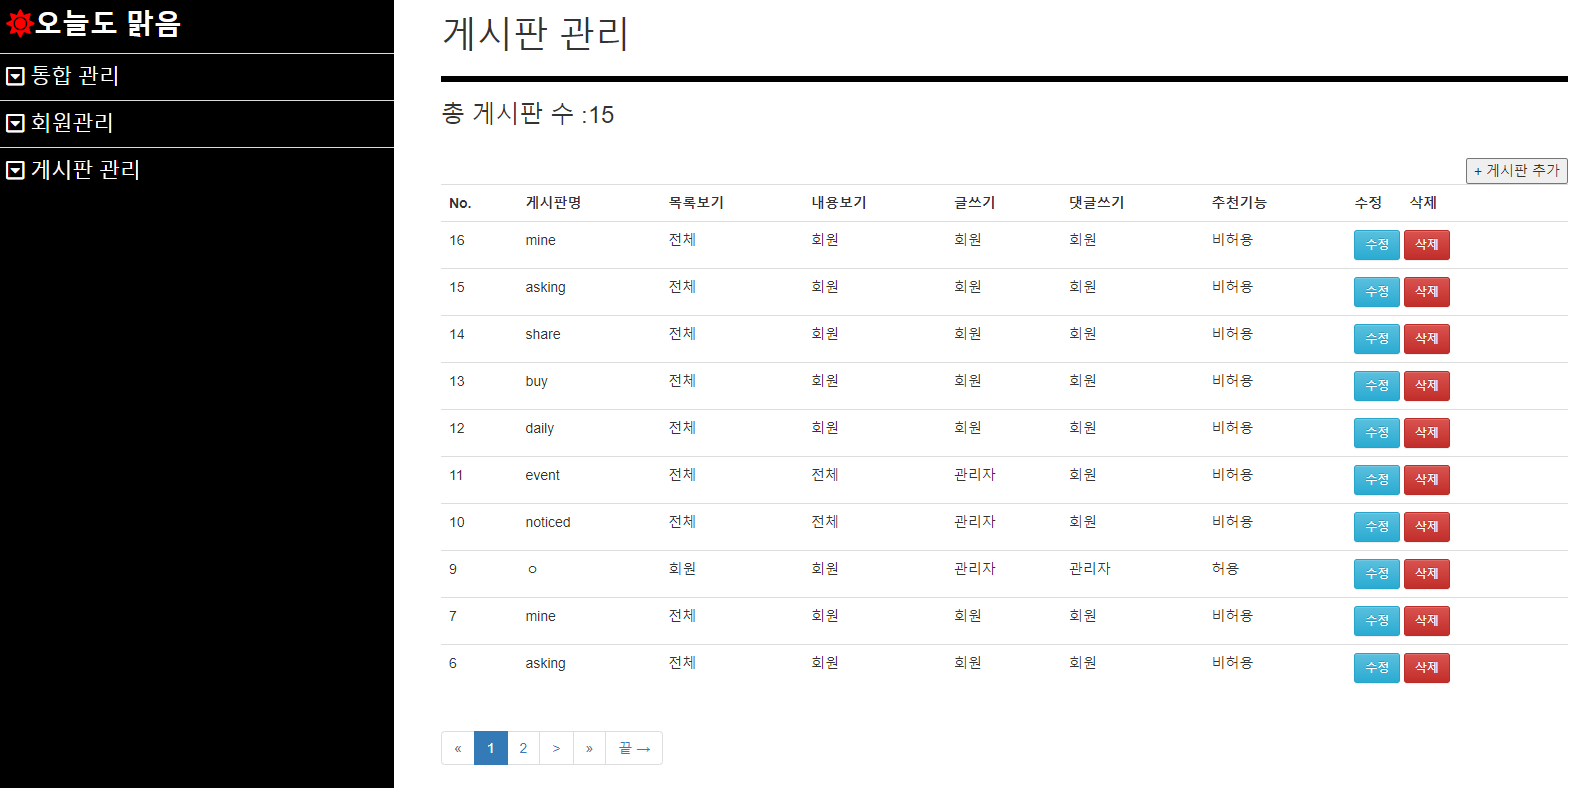 오늘도 맑음
통합 관리
회원관리
게시판 관리
게시판 관리
총 게시판 수 :15
+ 게시판 추가
No. 게시판명 목록보기 내용보기 글쓰기 댓글쓰기 추천기능 수정 삭제
16 mine 전체 회원 회원 회원 비허용 수정 삭제
15 asking 전체 회원 회원 회원 비허용 수정 삭제
14 share 전체 회원 회원 회원 비허용 수정 삭제
13 buy 전체 회원 회원 회원 비허용 수정 삭제
12 daily 전체 회원 회원 회원 비허용 수정 삭제
11 event 전체 전체 관리자 회원 비허용 수정 삭제
10 noticed 전체 전체 관리자 회원 비허용 수정 삭제
9 ㅇ 회원 회원 관리자 관리자 허용 수정 삭제
7 mine 전체 회원 회원 회원 비허용 수정 삭제
6 asking 전체 회원 회원 회원 비허용 수정 삭제
« 1 2 > » 끝 →